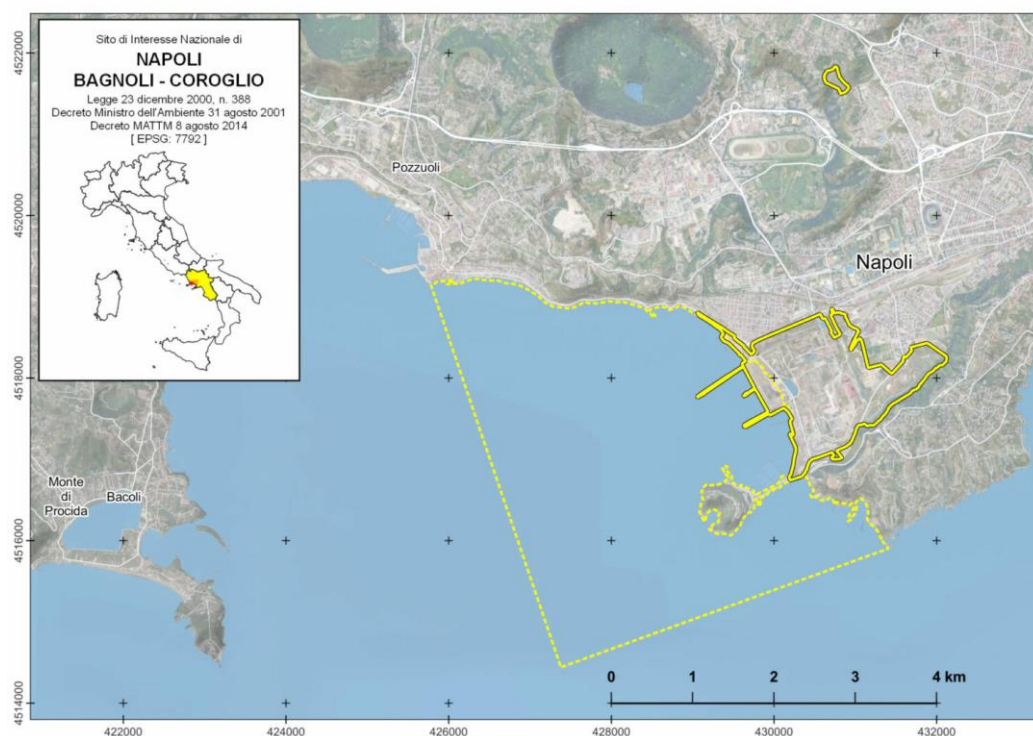 Sito di Interesse Nazionale di
NAPOLI
BAGNOLI - COROGLIO
Legge 23 dicembre 2000, n. 388
Decreto Ministro dell'Ambiente 31 agosto 2001
Decreto MATTM 8 agosto 2014
[ EPSG: 7792 ]
Pozzuoli
Napoli
Monte
di
Procida
Bacoli
4522000
4520000
4518000
4516000
4514000
0 1 2 3 4 km
422000 424000 426000 428000 430000 432000